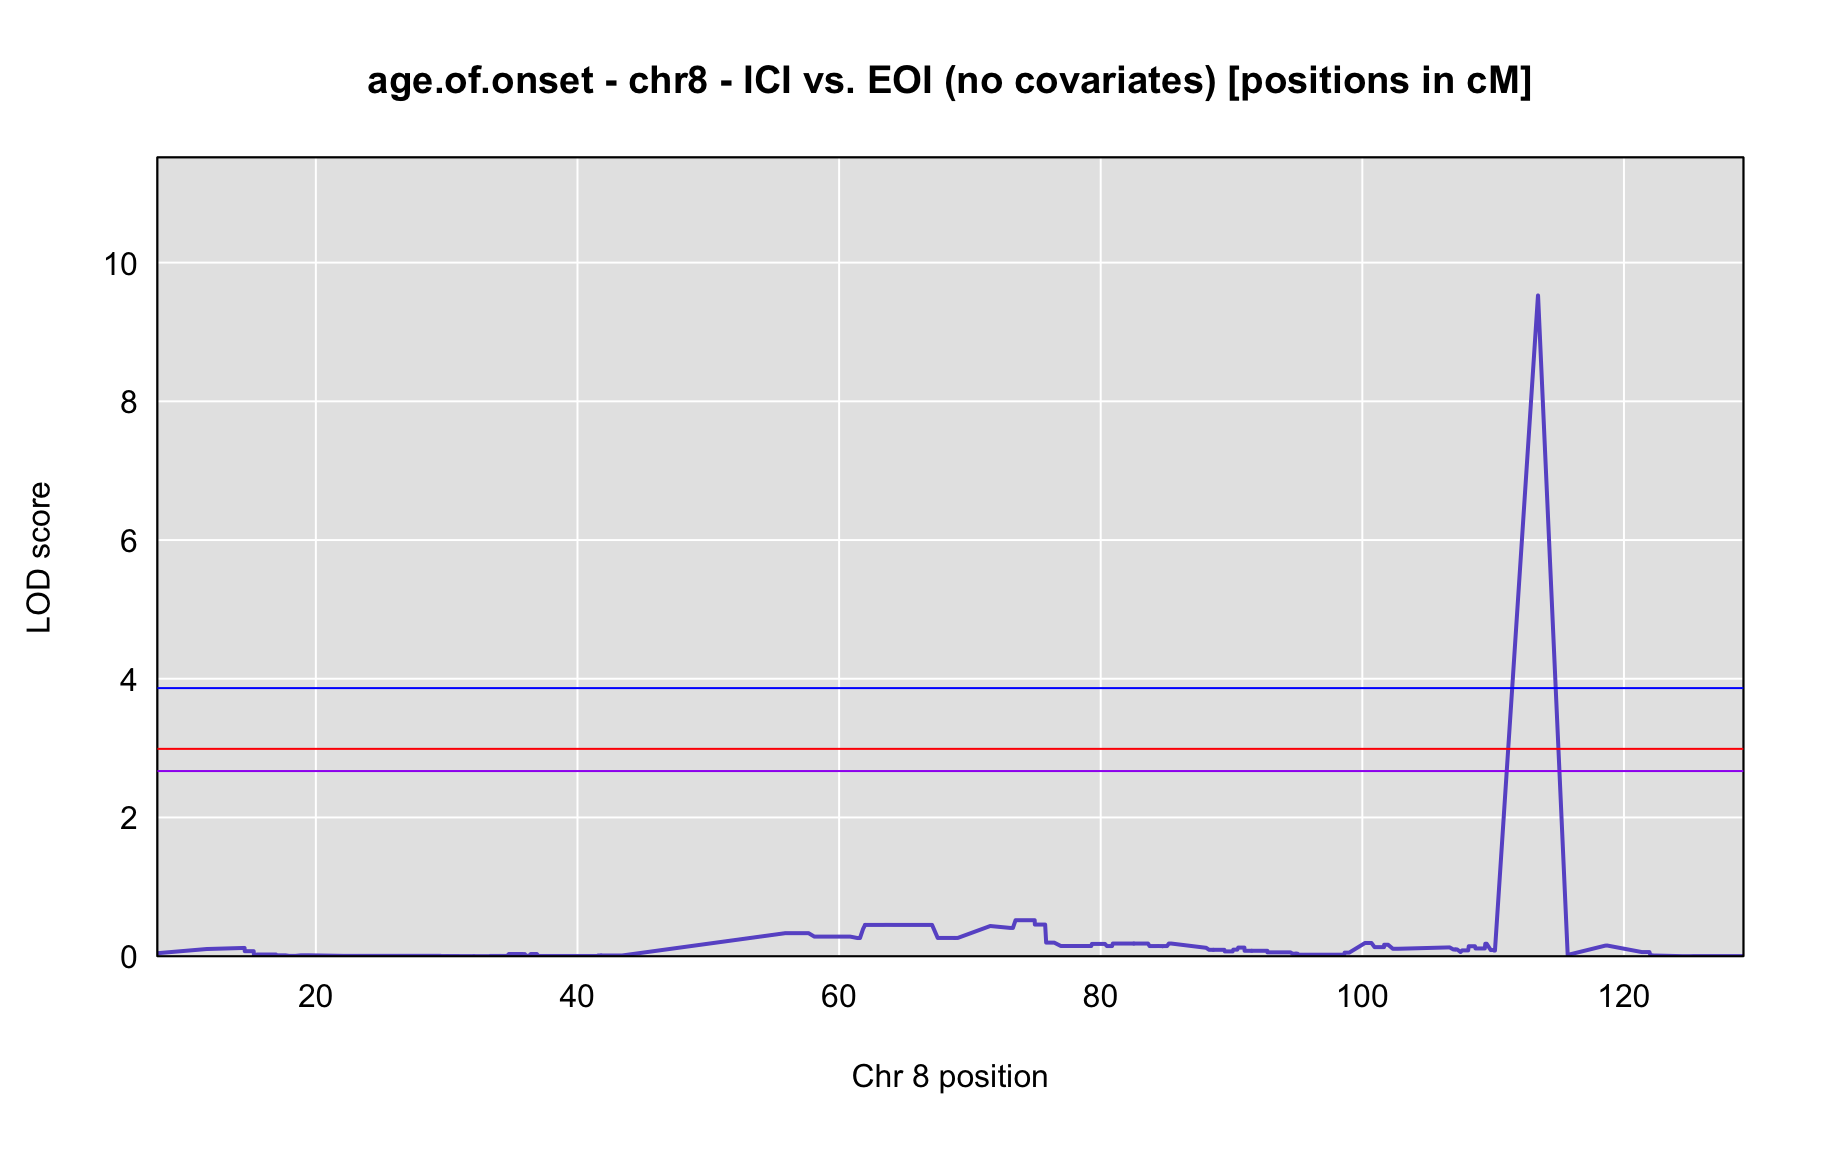 age.of.onset - chr8 - ICI vs. EOI (no covariates) [positions in cM]
LOD score
10
8
6
4
2
0
20 40 60 80 100 120
Chr 8 position